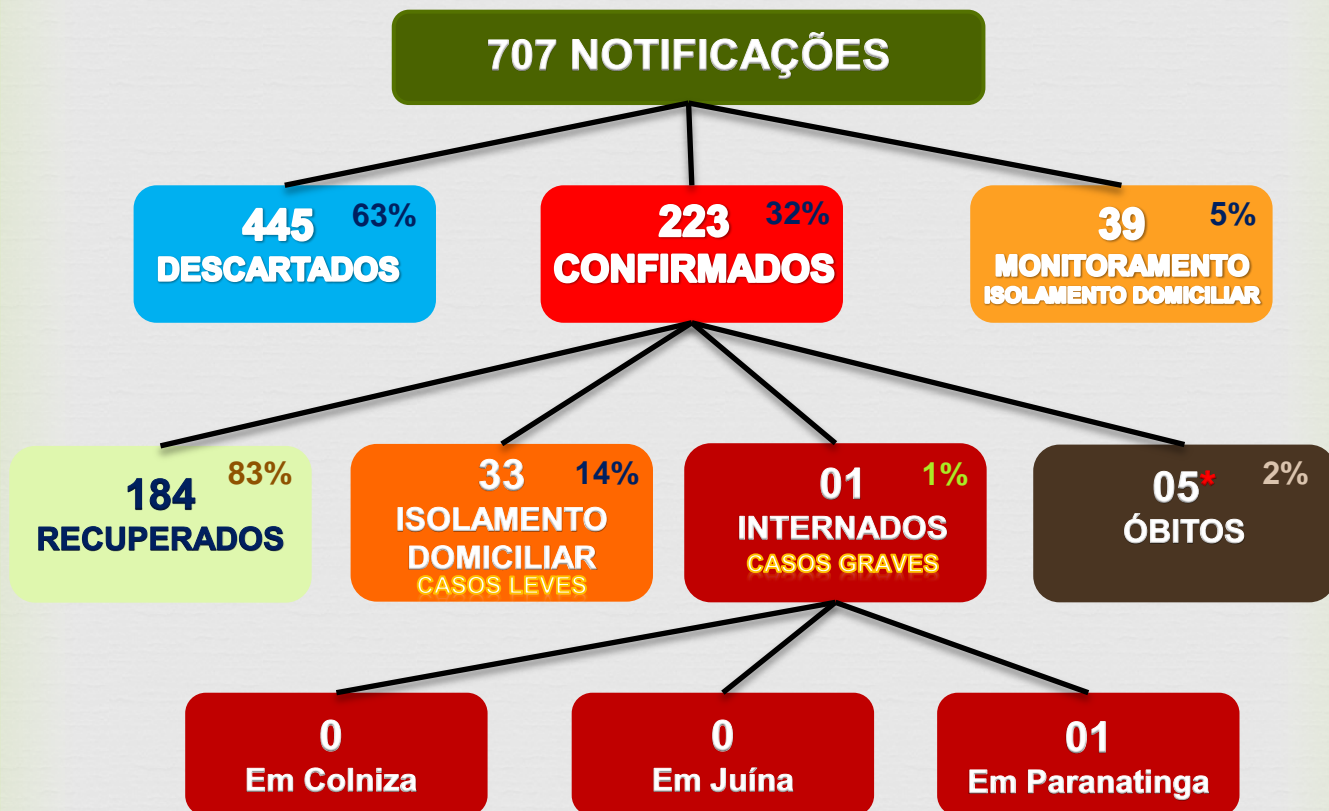 707 NOTIFICAÇÕES
445 63%
DESCARTADOS
223 32%
CONFIRMADOS
39 5%
MONITORAMENTO
ISOLAMENTO DOMICILIAR
184 83%
RECUPERADOS
33 14%
ISOLAMENTO
DOMICILIAR
CASOS LEVES
01 1%
INTERNADOS
CASOS GRAVES
05* 2%
ÓBITOS
0
Em Colniza
0
Em Juína
01
Em Paranatinga